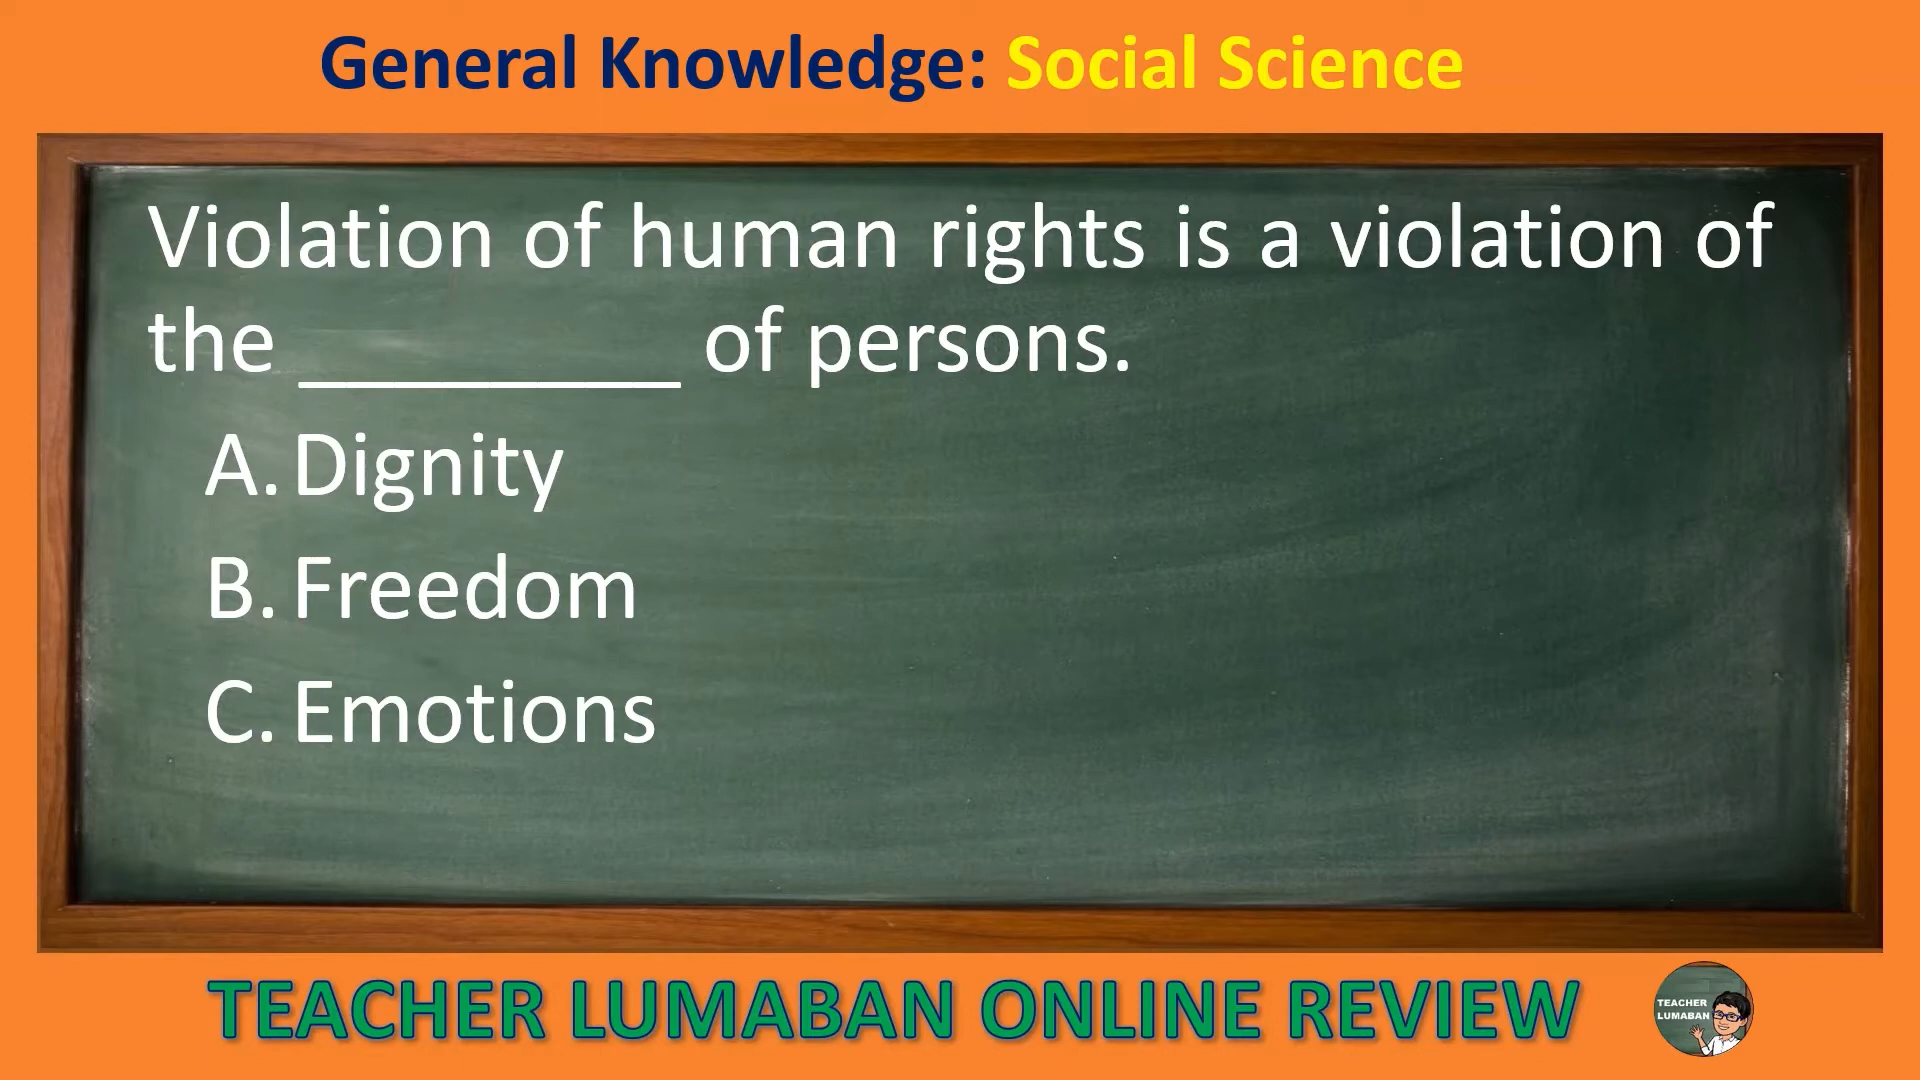 General Knowledge: Social Science
Violation of human rights is a violation of
the ________ of persons.
A. Dignity
B. Freedom
C. Emotions
TEACHER LUMABAN ONLINE REVIEW
TEACHER
LUMABAN